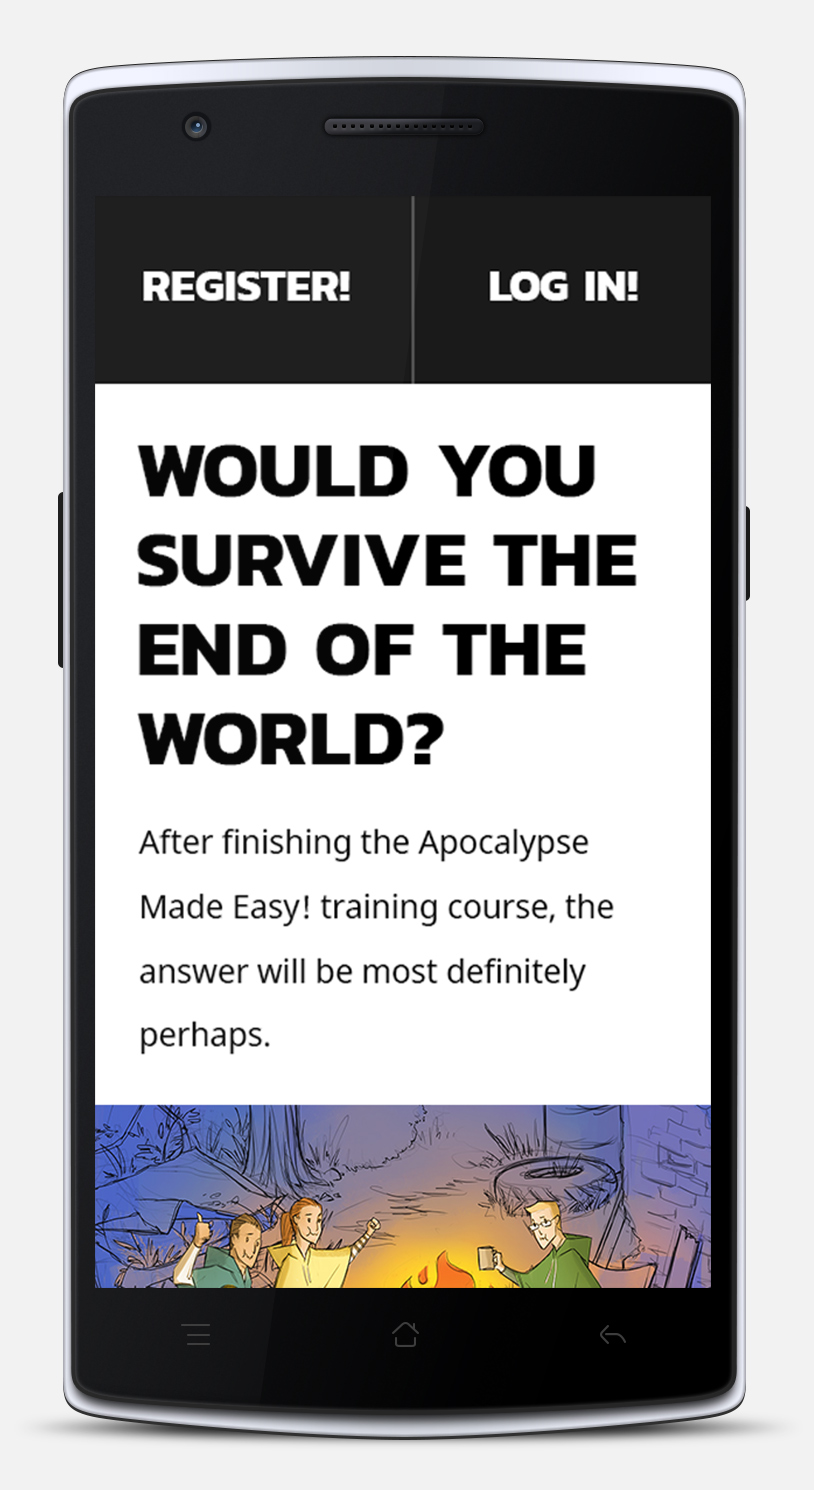 REGISTER!
LOG IN!
WOULD YOU
SURVIVE THE
END OF THE
WORLD?
After finishing the Apocalypse
Made Easy! training course, the
answer will be most definitely
perhaps.